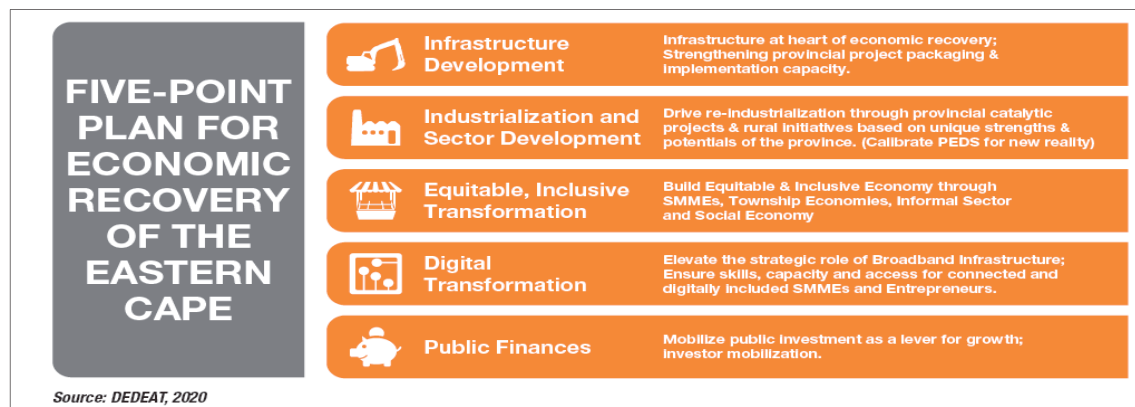 FIVE-POINT
PLAN FOR
ECONOMIC
RECOVERY
OF THE
EASTERN
CAPE
Infrastructure
Development
Infrastructure at heart of economic recovery;
Strengthening provincial project packaging &
implementation capacity.
Industrialization and
Sector Development
Drive re-industrialization through provincial catalytic
projects & rural initiatives based on unique strengths &
potentials of the province. (Calibrate PEDS for new reality)
Equitable, Inclusive
Transformation
Build Equitable & Inclusive Economy through
SMMEs, Township Economies, Informal Sector
and Social Economy
Digital
Transformation
Elevate the strategic role of Broadband Infrastructure;
Ensure skills, capacity and access for connected and
digitally included SMMEs and Entrepreneurs.
Public Finances
Mobilize public investment as a lever for growth;
investor mobilization.
Source: DEDEAT, 2020